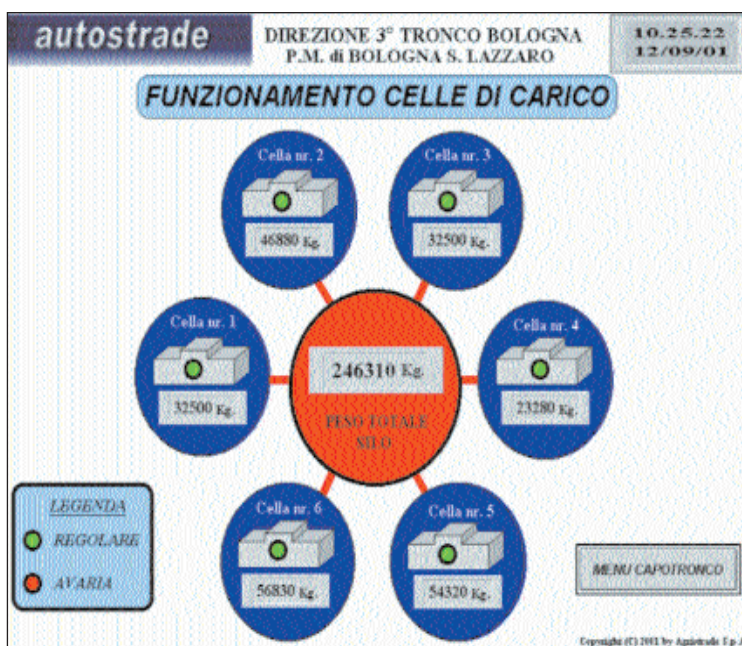 autostrade
DIREZIONE 3° TRONCO BOLOGNA
P.M. di BOLOGNA S. LAZZARO
10.25.22
12/09/01
FUNZIONAMENTO CELLE DI CARICO
Cella nr. 2
46880 Kg.
Cella nr. 3
32500 Kg.
Cella nr. 1
32500 Kg.
246310 Kg.
PESO TOTALE
SILO
Cella nr. 4
23280 Kg.
Cella nr. 6
56830 Kg.
Cella nr. 5
54320 Kg.
LEGENDA
REGOLARE
AVARIA
MENU CAPOTRONCO
Copyright (C) 2001 by